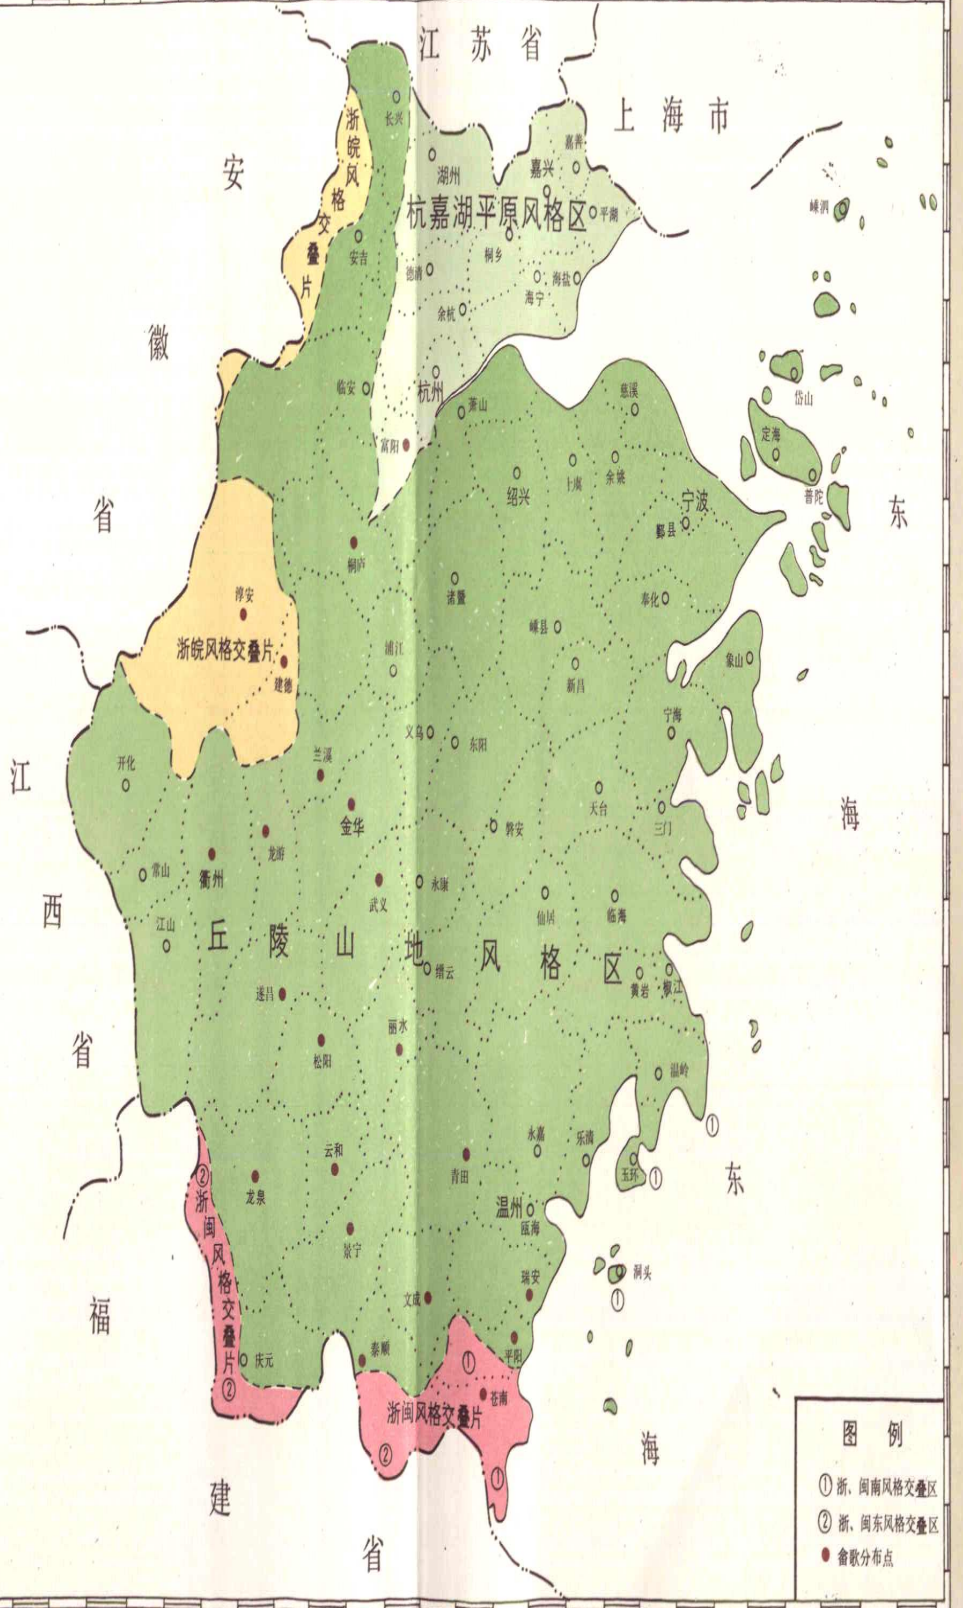 江苏省
上海市
安
徽
省
江
西
省
福
建
省
东
海
东
海
浙皖风格交叠片
杭嘉湖平原风格区
浙皖风格交叠片
丘陵山地风格区
②
浙闽风格交叠片
②
浙闽风格交叠片
①
②
①
①
①
①
长兴
湖州
嘉善
嘉兴
平湖
嵊泗
安吉
德清
桐乡
海盐
海宁
余杭
临安
杭州
萧山
慈溪
岱山
富阳
定海
绍兴
上虞
余姚
宁波
普陀
鄞县
桐庐
淳安
诸暨
奉化
嵊县
建德
浦江
新昌
象山
义乌
东阳
宁海
开化
兰溪
天台
金华
磐安
三门
龙游
常山
衢州
武义
永康
仙居
临海
江山
缙云
黄岩
椒江
遂昌
丽水
松阳
温岭
云和
永嘉
乐清
青田
玉环
龙泉
温州
瓯海
景宁
瑞安
洞头
文成
泰顺
平阳
庆元
苍南
图例
①浙、闽南风格交叠区
②浙、闽东风格交叠区
畲歌分布点